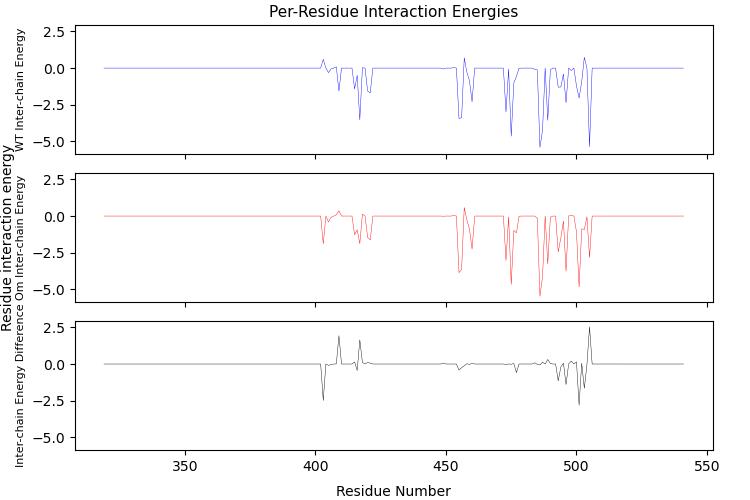 Per-Residue Interaction Energies
Residue interaction energy
WT Inter-chain Energy
2.5
0.0
−2.5
−5.0
Om Inter-chain Energy
2.5
0.0
−2.5
−5.0
Inter-chain Energy Difference
2.5
0.0
−2.5
−5.0
350
400
450
500
550
Residue Number